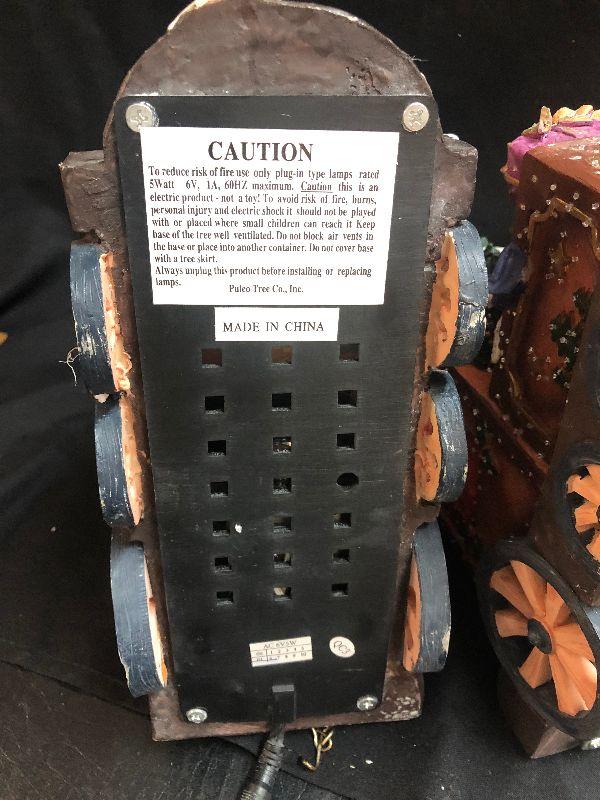 CAUTION
To reduce risk of fire use only plug-in type lamps rated
5Watt 6V, 1A, 60HZ maximum. Caution this is an
electric product - not a toy! To avoid risk of fire, burns,
personal injury and electric shock it should not be played
with or placed where small children can reach it Keep
base of the tree well ventilated. Do not block air vents in
the base or place into another container. Do not cover base
with a tree skirt.
Always unplug this product before installing or replacing
lamps.
Puleo Tree Co., Inc.
MADE IN CHINA
AC 6V5W